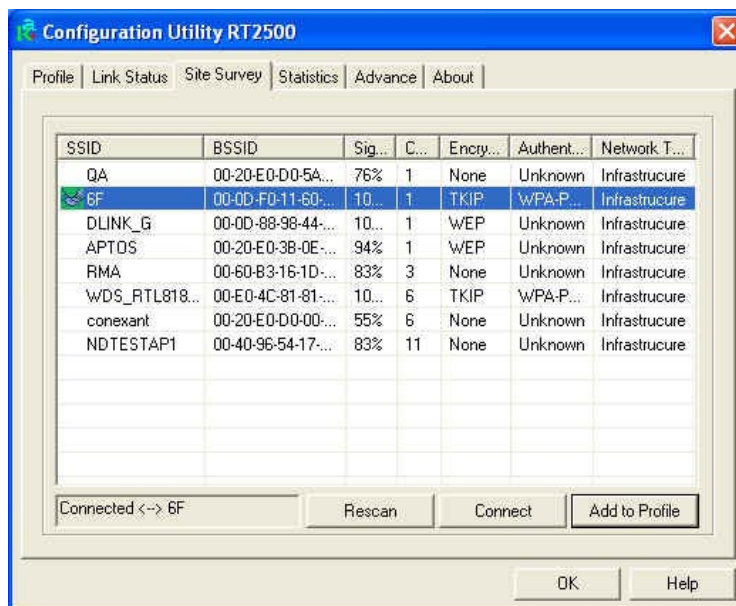 Configuration Utility RT2500
Profile Link Status Site Survey Statistics Advance About
SSID BSSID Sig... C... Encry... Authent... Network T...
QA 00-20-E0-D0-5A... 76% 1 None Unknown Infrastrucure
6F 00-0D-F0-11-60-... 10... 1 TKIP WPA-P... Infrastrucure
DLINK_G 00-0D-88-98-44-... 10... 1 WEP Unknown Infrastrucure
APTOS 00-20-E0-3B-0E-... 94% 1 WEP Unknown Infrastrucure
RMA 00-60-B3-16-1D-... 83% 3 None Unknown Infrastrucure
WDS_RTL818... 00-E0-4C-81-81-... 10... 6 TKIP WPA-P... Infrastrucure
conexant 00-20-E0-D0-00-... 55% 6 None Unknown Infrastrucure
NDTESTAP1 00-40-96-54-17-... 83% 11 None Unknown Infrastrucure
Connected <--> 6F Rescan Connect Add to Profile
OK Help